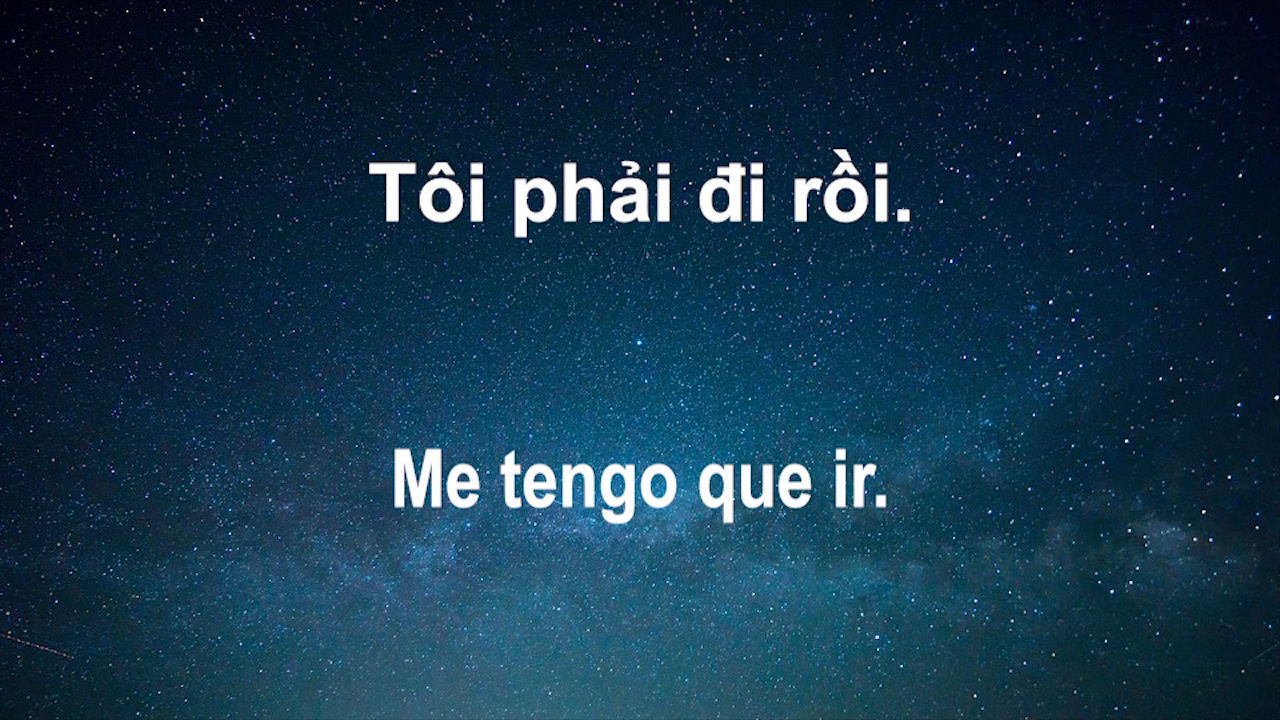 Tôi phải đi rồi.
Me tengo que ir.